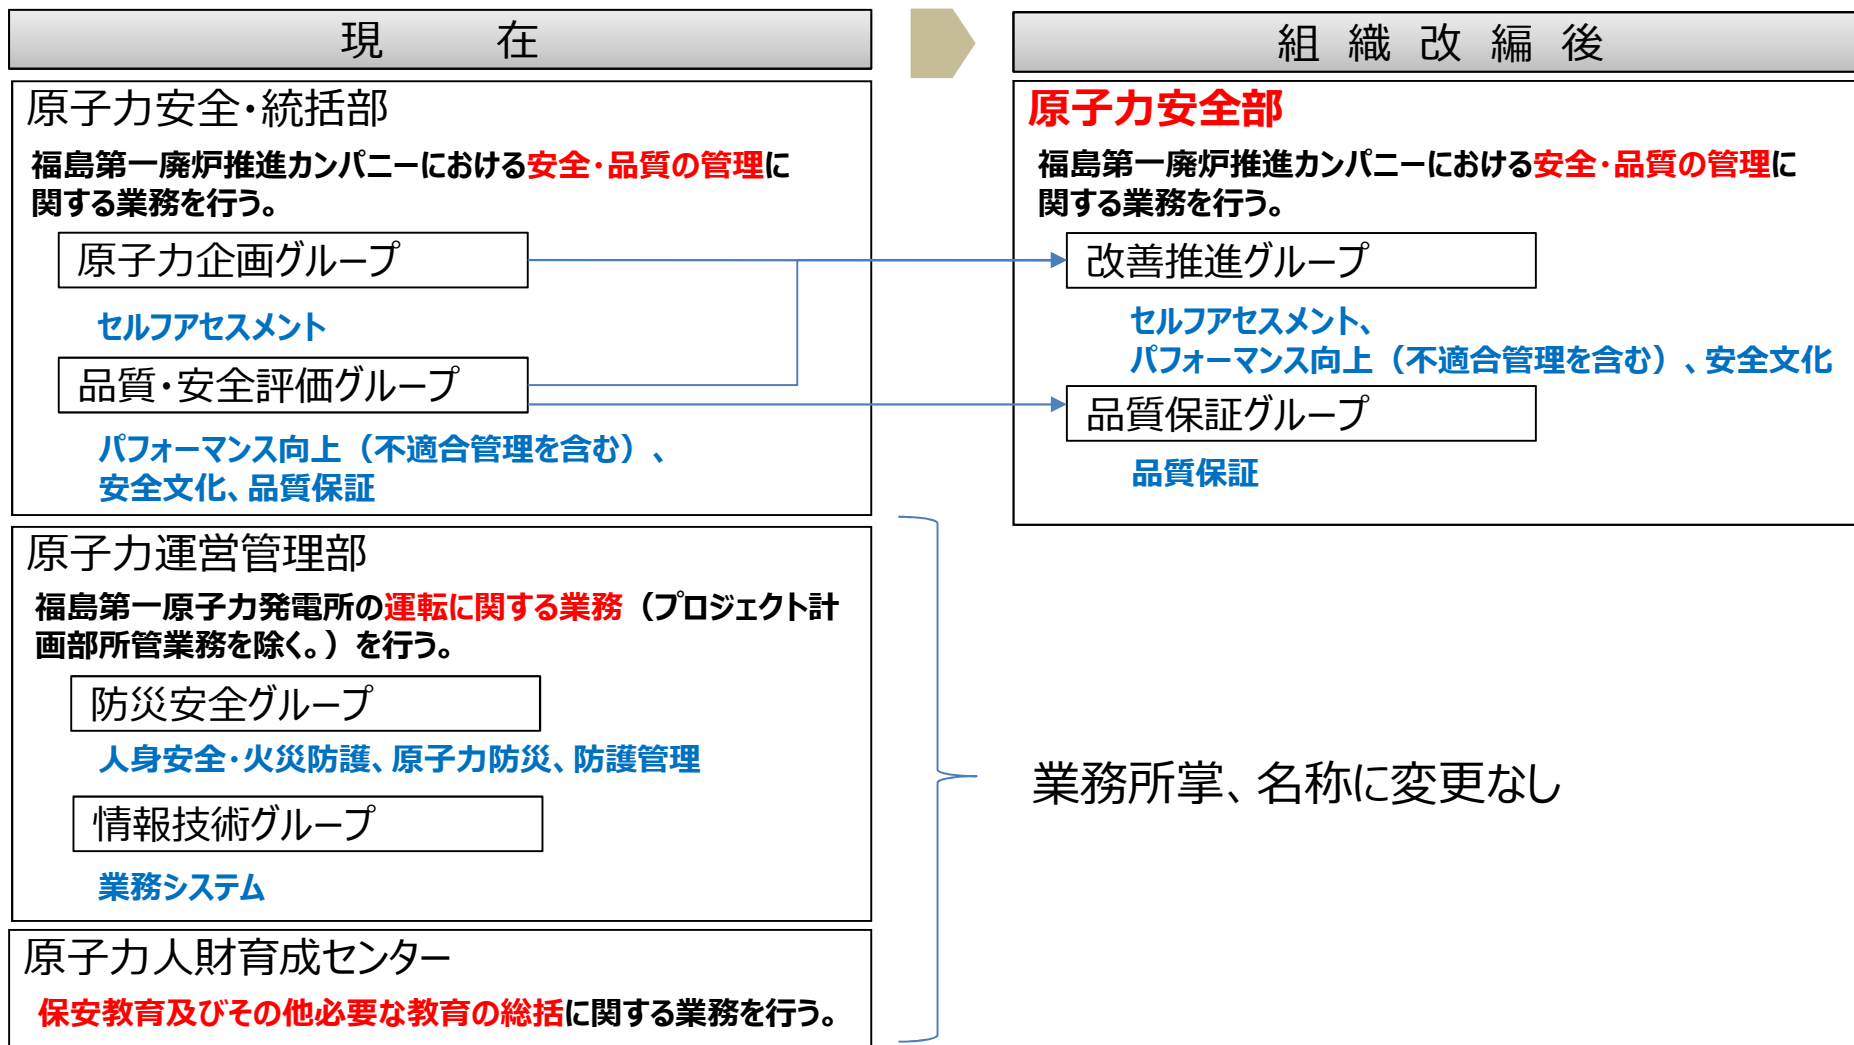 現　在
原子力安全・統括部
福島第一廃炉推進カンパニーにおける安全・品質の管理に
関する業務を行う。
原子力企画グループ
セルフアセスメント
品質・安全評価グループ
パフォーマンス向上（不適合管理を含む）、
安全文化、品質保証
原子力運営管理部
福島第一原子力発電所の運転に関する業務（プロジェクト計
画部所管業務を除く。）を行う。
防災安全グループ
人身安全・火災防護、原子力防災、防護管理
情報技術グループ
業務システム
原子力人財育成センター
保安教育及びその他必要な教育の総括に関する業務を行う。
組 織 改 編 後
原子力安全部
福島第一廃炉推進カンパニーにおける安全・品質の管理に
関する業務を行う。
改善推進グループ
セルフアセスメント、
パフォーマンス向上（不適合管理を含む）、安全文化
品質保証グループ
品質保証
業務所掌、名称に変更なし